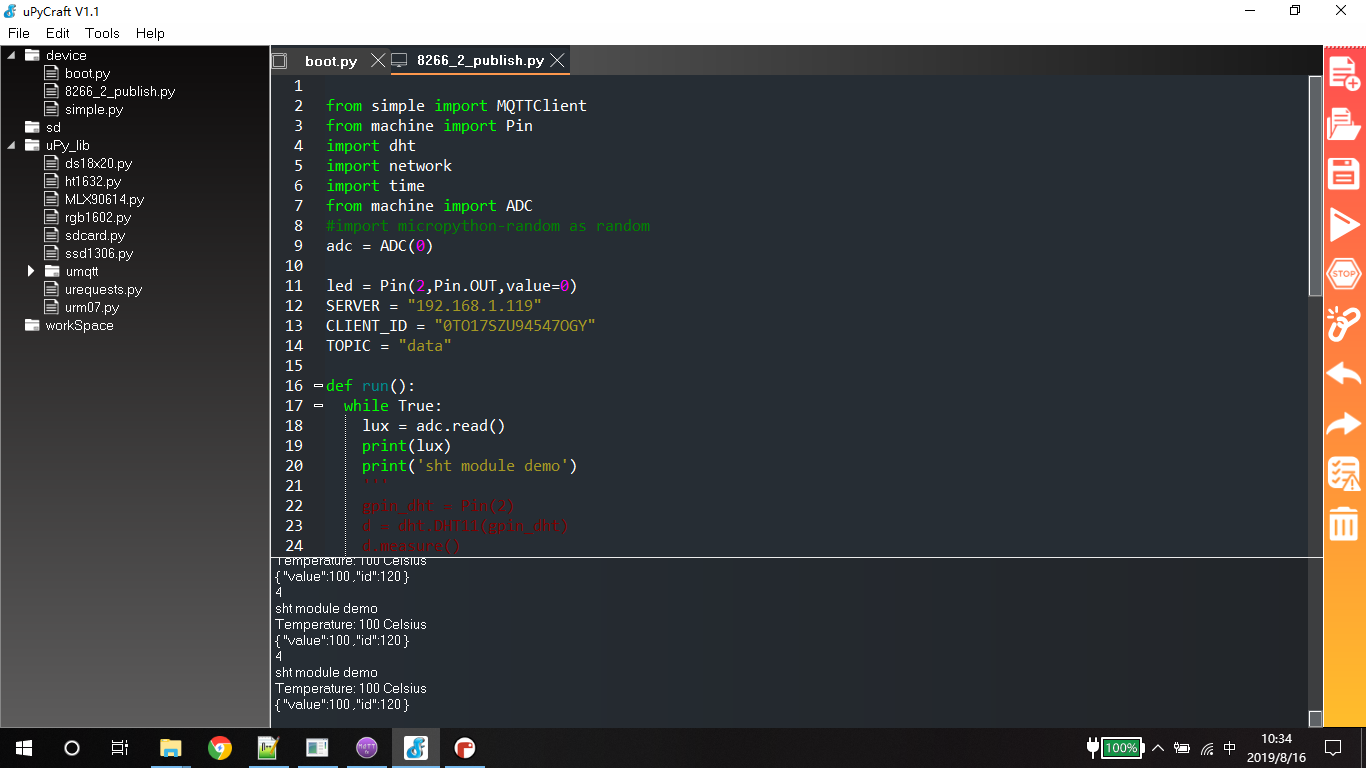 uPyCraft V1.1
File Edit Tools Help
device
boot.py
8266_2_publish.py
simple.py
sd
uPy_lib
ds18x20.py
ht1632.py
MLX90614.py
rgb1602.py
sdcard.py
ssd1306.py
umqtt
urequests.py
urm07.py
workSpace
boot.py 8266_2_publish.py
1
2 from simple import MQTTClient
3 from machine import Pin
4 import dht
5 import network
6 import time
7 from machine import ADC
8 #import micropython-random as random
9 adc = ADC(0)
10
11 led = Pin(2,Pin.OUT,value=0)
12 SERVER = "192.168.1.119"
13 CLIENT_ID = "0TO17SZU94547OGY"
14 TOPIC = "data"
15
16 def run():
17 while True:
18 lux = adc.read()
19 print(lux)
20 print('sht module demo')
21 '''
22 gpin_dht = Pin(2)
23 d = dht.DHT11(gpin_dht)
24 d.measure()
Temperature: 100 Celsius
{ "value":100 ,"id":120 }
4
sht module demo
Temperature: 100 Celsius
{ "value":100 ,"id":120 }
4
sht module demo
Temperature: 100 Celsius
{ "value":100 ,"id":120 }
STOP
MQTT
100%
中
10:34
2019/8/16